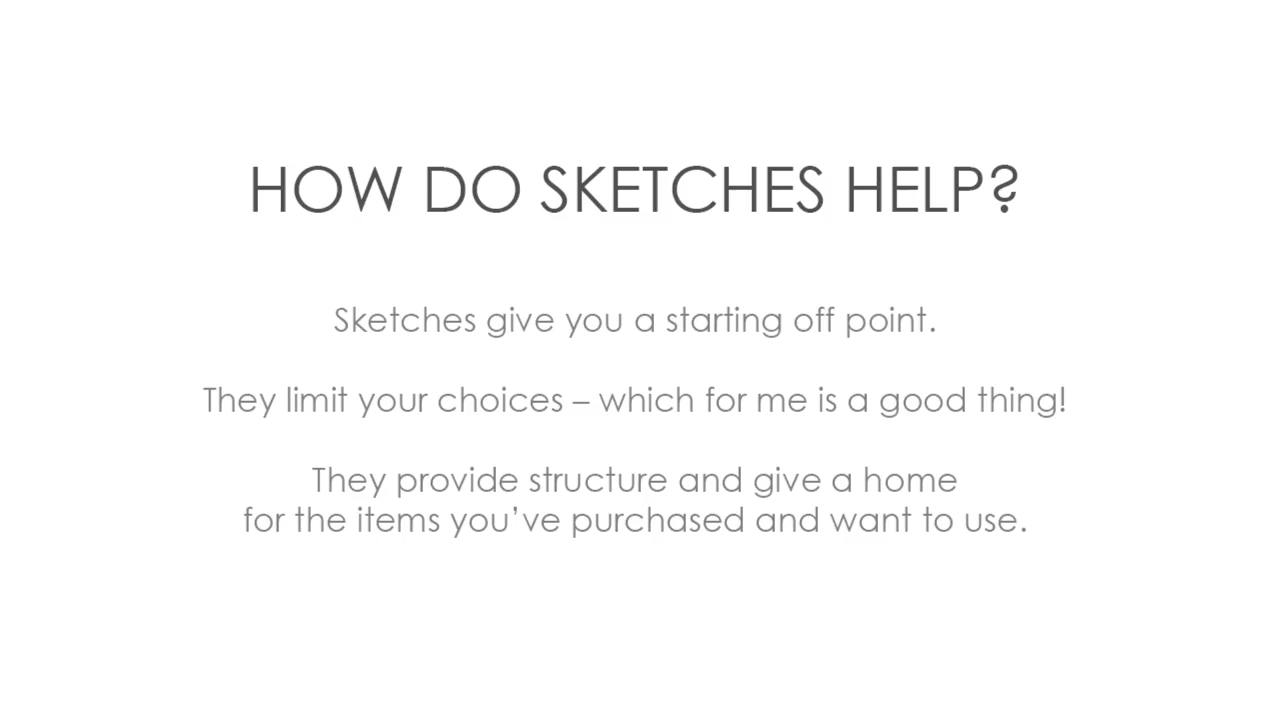 HOW DO SKETCHES HELP?
Sketches give you a starting off point.
They limit your choices – which for me is a good thing!
They provide structure and give a home
for the items you’ve purchased and want to use.